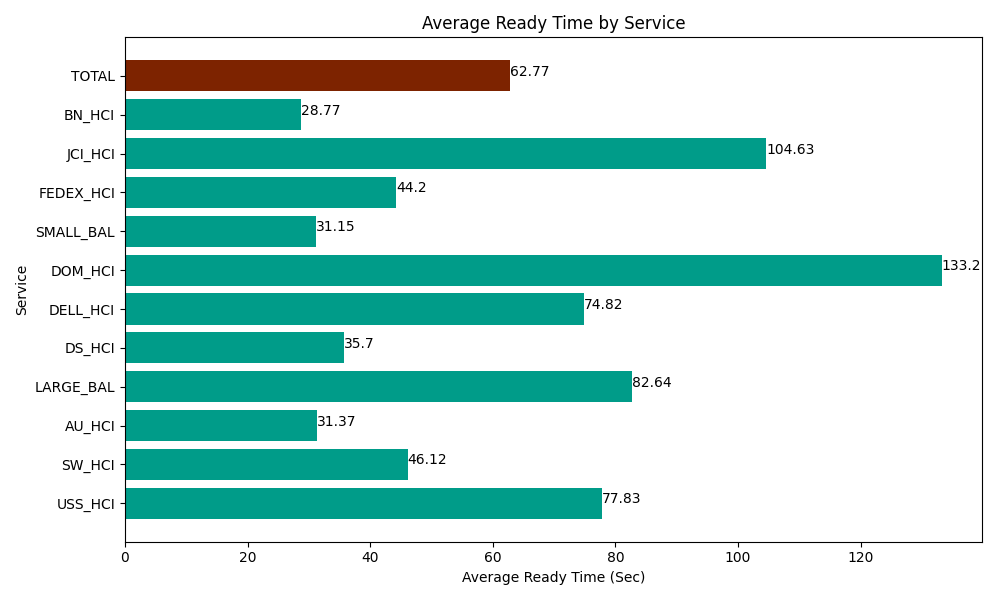 Average Ready Time by Service
Service
TOTAL
62.77
BN_HCI
28.77
JCI_HCI
104.63
FEDEX_HCI
44.2
SMALL_BAL
31.15
DOM_HCI
133.2
DELL_HCI
74.82
DS_HCI
35.7
LARGE_BAL
82.64
AU_HCI
31.37
SW_HCI
46.12
USS_HCI
77.83
0 20 40 60 80 100 120
Average Ready Time (Sec)